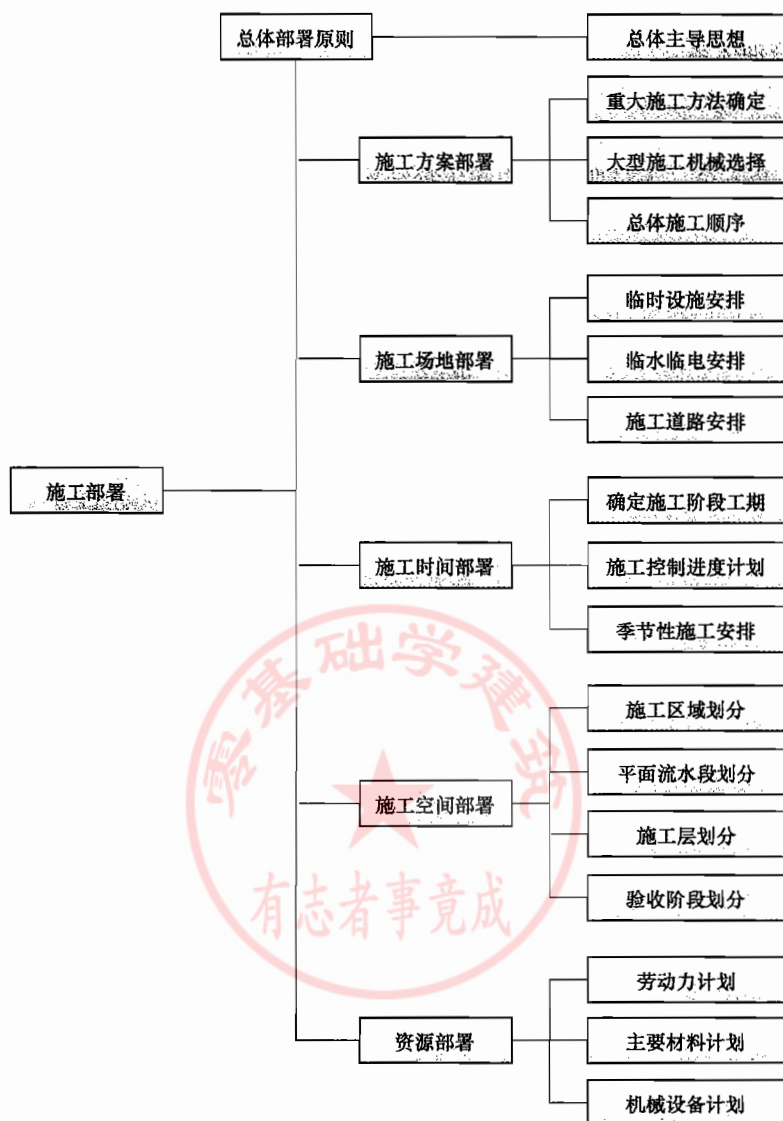 总体部署原则
总体主导思想
重大施工方法确定
施工方案部署
大型施工机械选择
总体施工顺序
临时设施安排
施工场地部署
临水临电安排
施工道路安排
施工部署
确定施工阶段工期
施工时间部署
施工控制进度计划
季节性施工安排
零基础学建筑
施工区域划分
平面流水段划分
施工空间部署
施工层划分
验收阶段划分
有志者事竟成
劳动力计划
资源部署
主要材料计划
机械设备计划